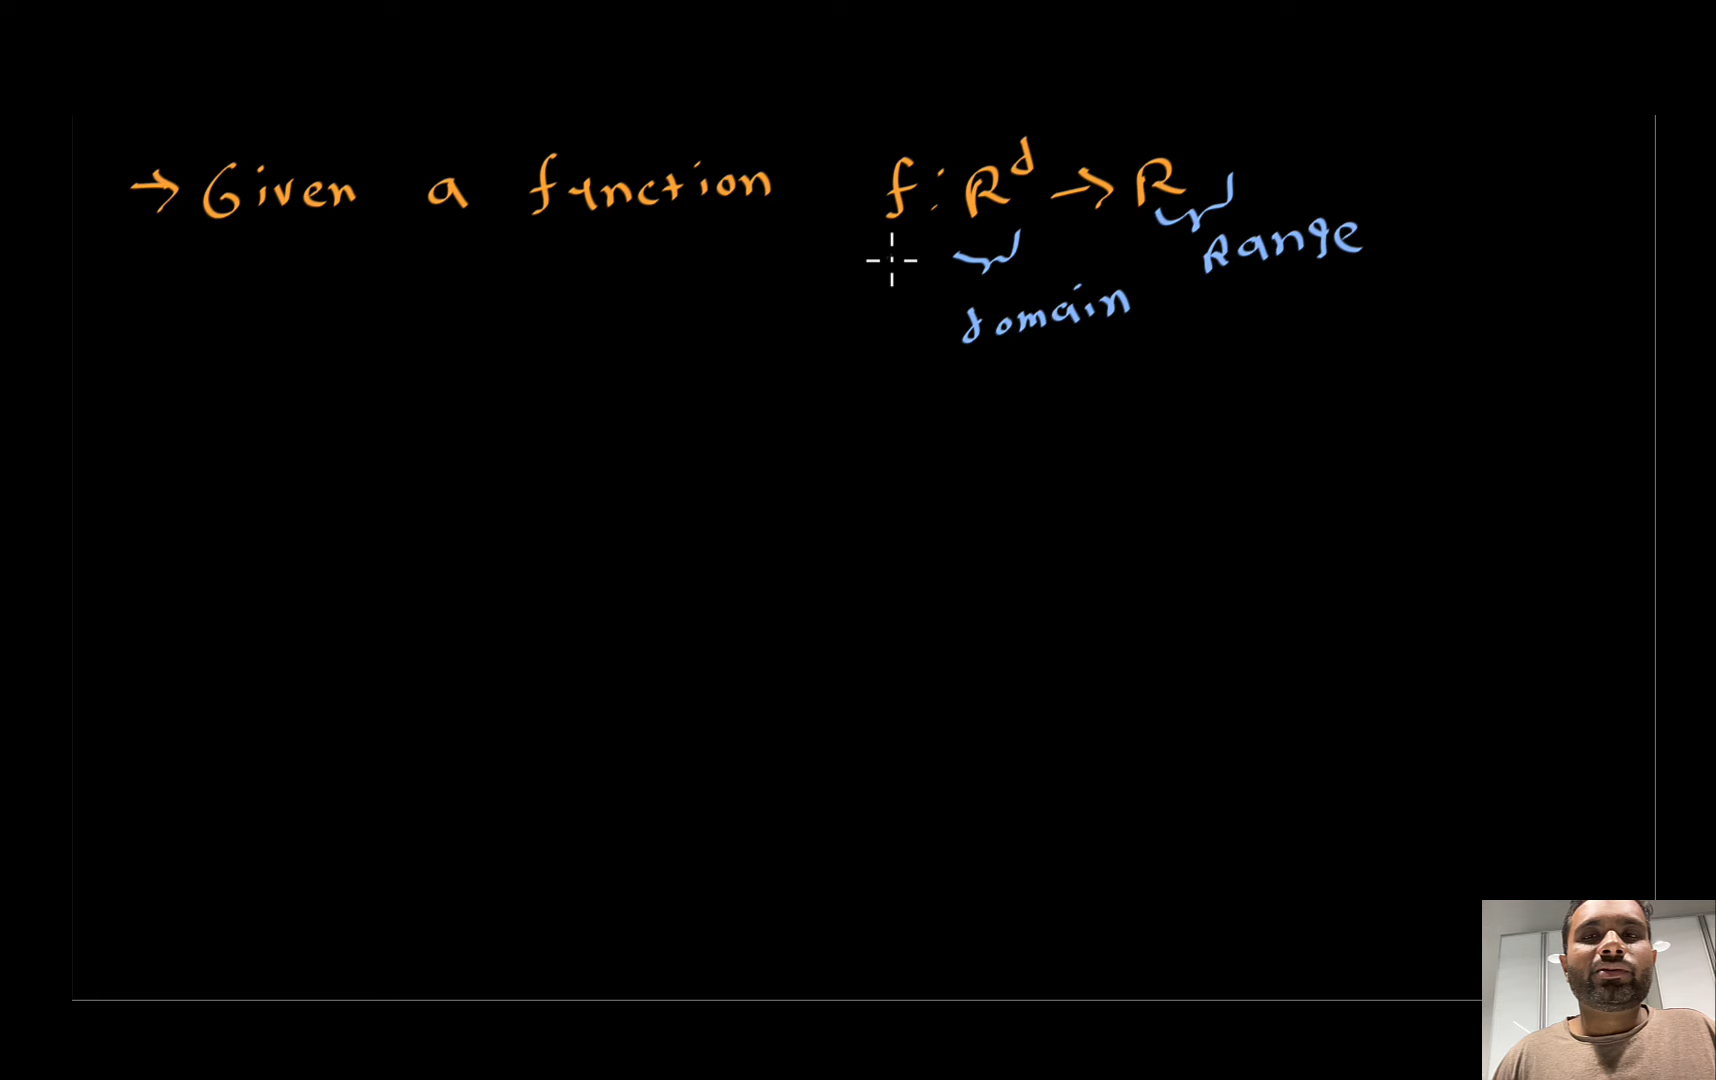 → Given a function f: R^d → R
Range
domain